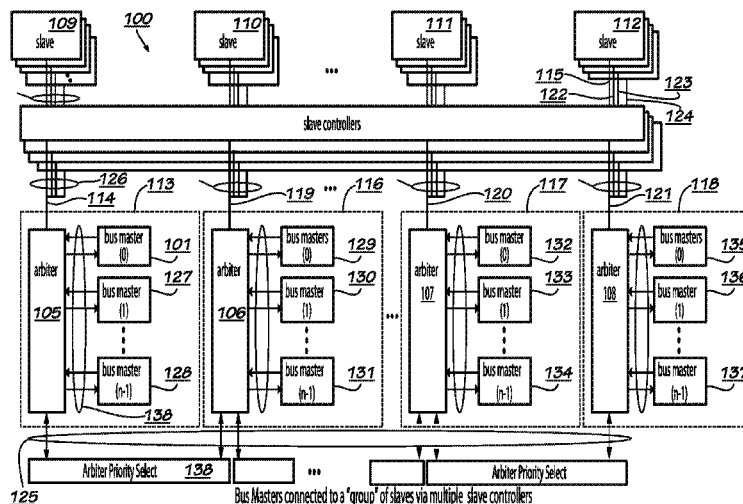 100
109 110 111 112
slave slave slave slave
... 115 123
122 124
slave controllers
126 113 ... 116 117 118
114 119 120 121
bus master (0) 101 bus masters (0) 129 bus master (0) 132 bus masters (0) 135
127 130 133 136
arbiter 105 bus master (1) arbiter 106 bus master (1) arbiter 107 bus master (1) arbiter 108 bus master (1)
...
bus master (n-1) 128 bus master (n-1) 131 bus master (n-1) 134 bus master (n-1) 137
138
125 Arbiter Priority Select 138 ... Arbiter Priority Select
Bus Masters connected to a "group" of slaves via multiple slave controllers